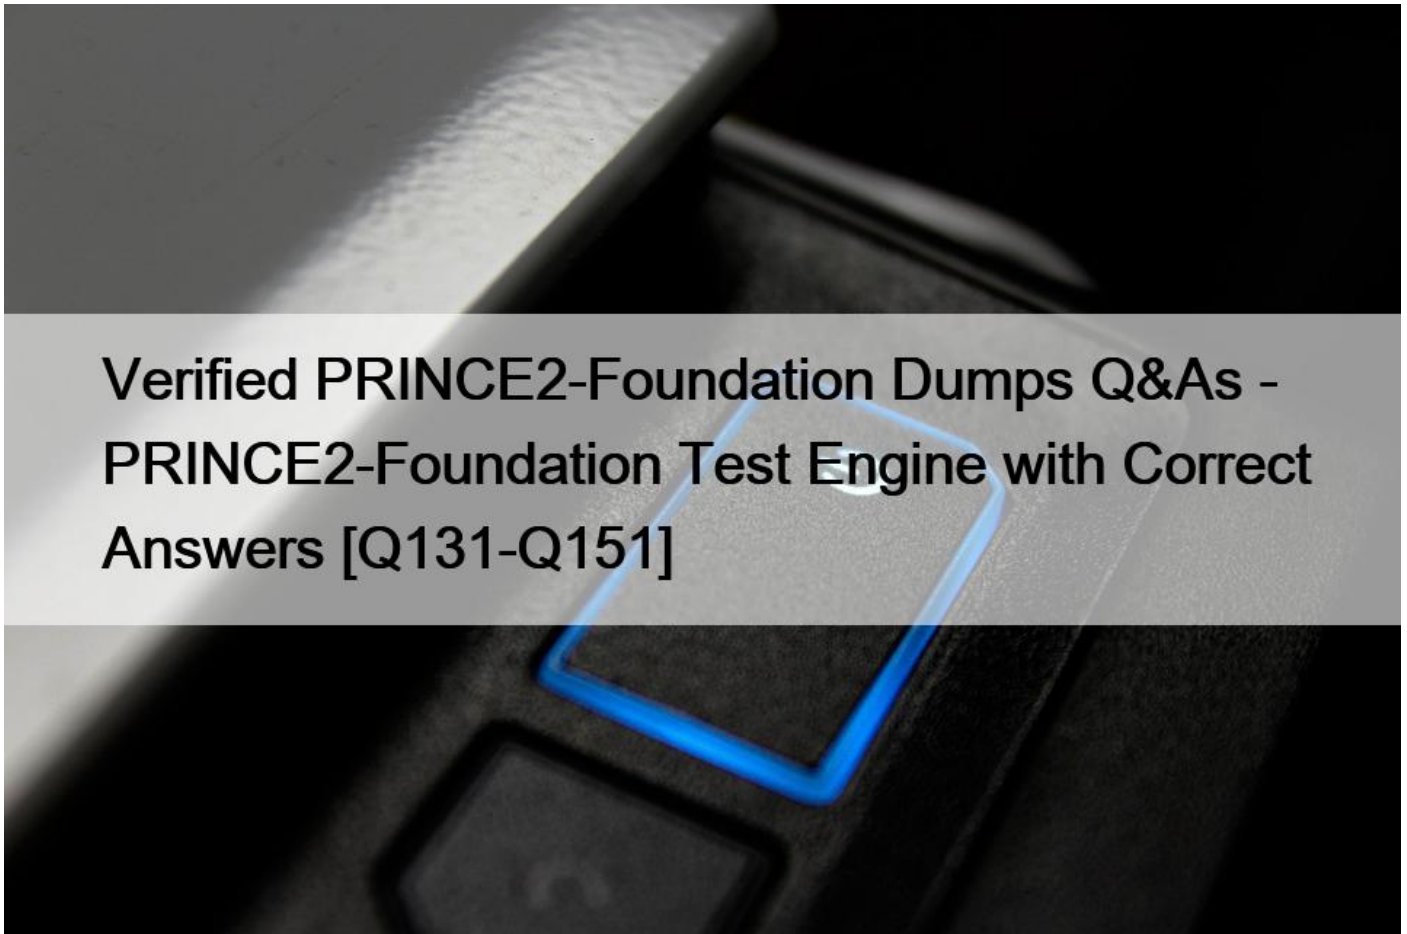 Verified PRINCE2-Foundation Dumps Q&As -
PRINCE2-Foundation Test Engine with Correct
Answers [Q131-Q151]